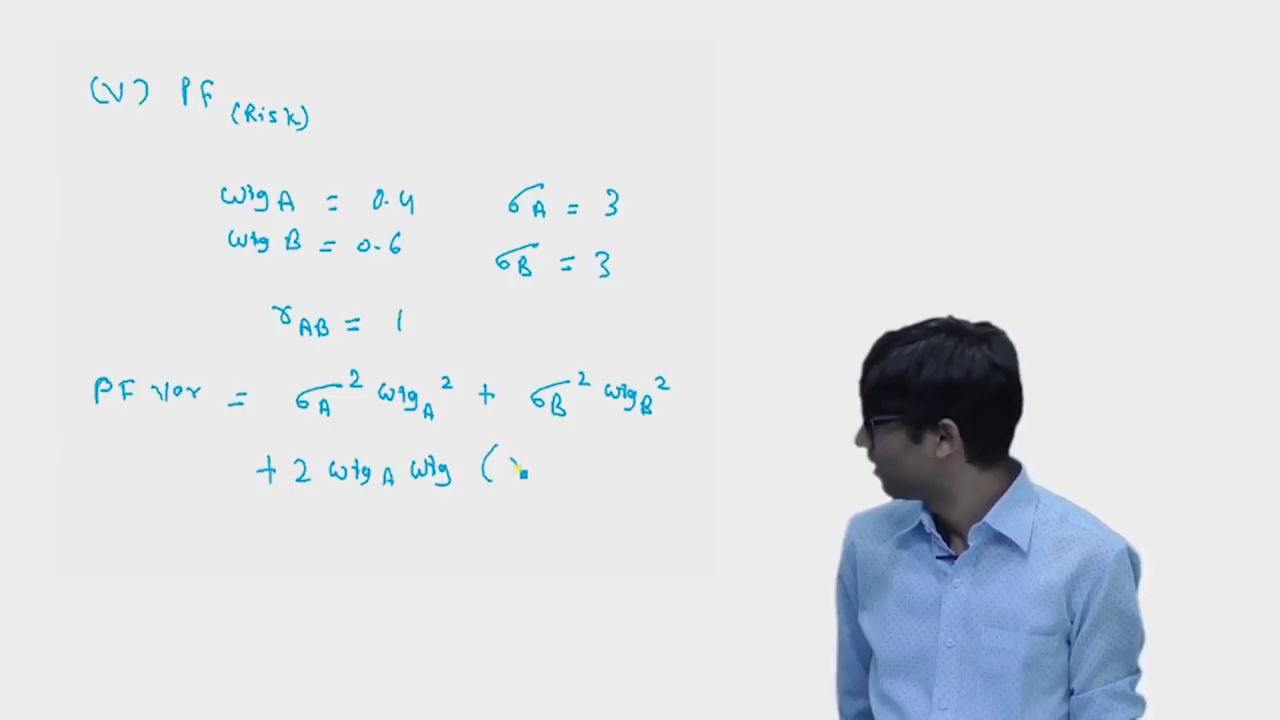 (V) PF (Risk)
wtg A = 0.4 σA = 3
wtg B = 0.6 σB = 3
rAB = 1
PF Var = σA² wtgA² + σB² wtgB²
+ 2 wtgA wtg (